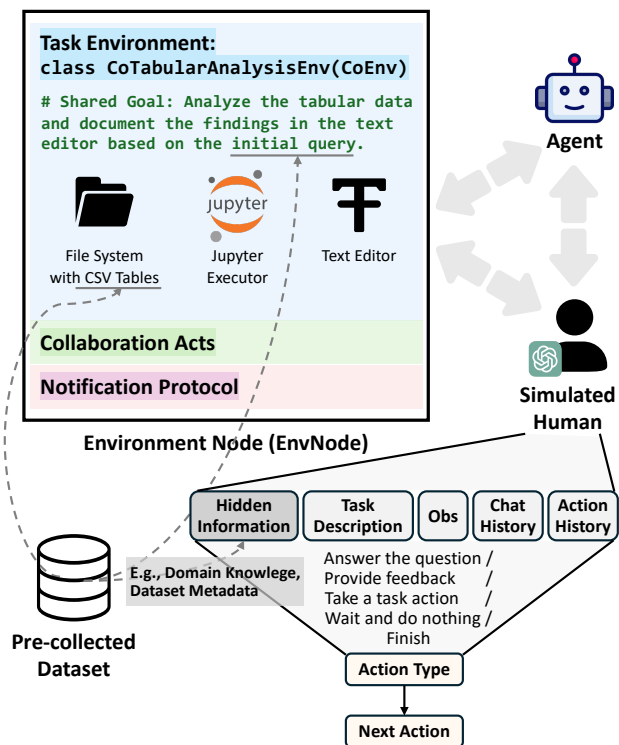 Task Environment:
class CoTabularAnalysisEnv(CoEnv)
# Shared Goal: Analyze the tabular data
and document the findings in the text
editor based on the initial query.
jupyter
File System
with CSV Tables
Jupyter
Executor
Text Editor
Collaboration Acts
Notification Protocol
Environment Node (EnvNode)
Agent
Simulated
Human
Hidden
Information
Task
Description
Obs
Chat
History
Action
History
E.g., Domain Knowlege,
Dataset Metadata
Answer the question /
Provide feedback /
Take a task action /
Wait and do nothing /
Finish
Pre-collected
Dataset
Action Type
Next Action